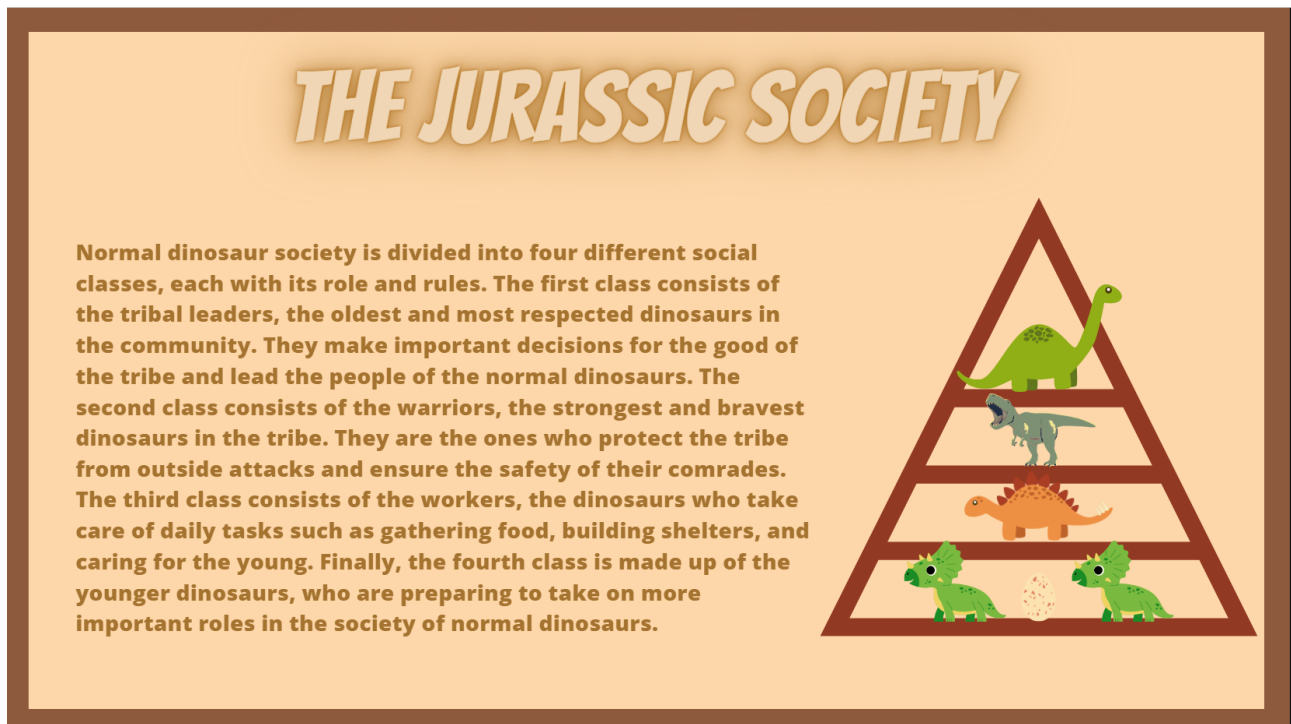 THE JURASSIC SOCIETY
Normal dinosaur society is divided into four different social
classes, each with its role and rules. The first class consists of
the tribal leaders, the oldest and most respected dinosaurs in
the community. They make important decisions for the good of
the tribe and lead the people of the normal dinosaurs. The
second class consists of the warriors, the strongest and bravest
dinosaurs in the tribe. They are the ones who protect the tribe
from outside attacks and ensure the safety of their comrades.
The third class consists of the workers, the dinosaurs who take
care of daily tasks such as gathering food, building shelters, and
caring for the young. Finally, the fourth class is made up of the
younger dinosaurs, who are preparing to take on more
important roles in the society of normal dinosaurs.